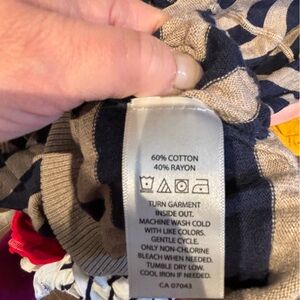 60% COTTON
40% RAYON
TURN GARMENT
INSIDE OUT.
MACHINE WASH COLD
WITH LIKE COLORS.
GENTLE CYCLE.
ONLY NON-CHLORINE
BLEACH WHEN NEEDED.
TUMBLE DRY LOW.
COOL IRON IF NEEDED.
CA 07043